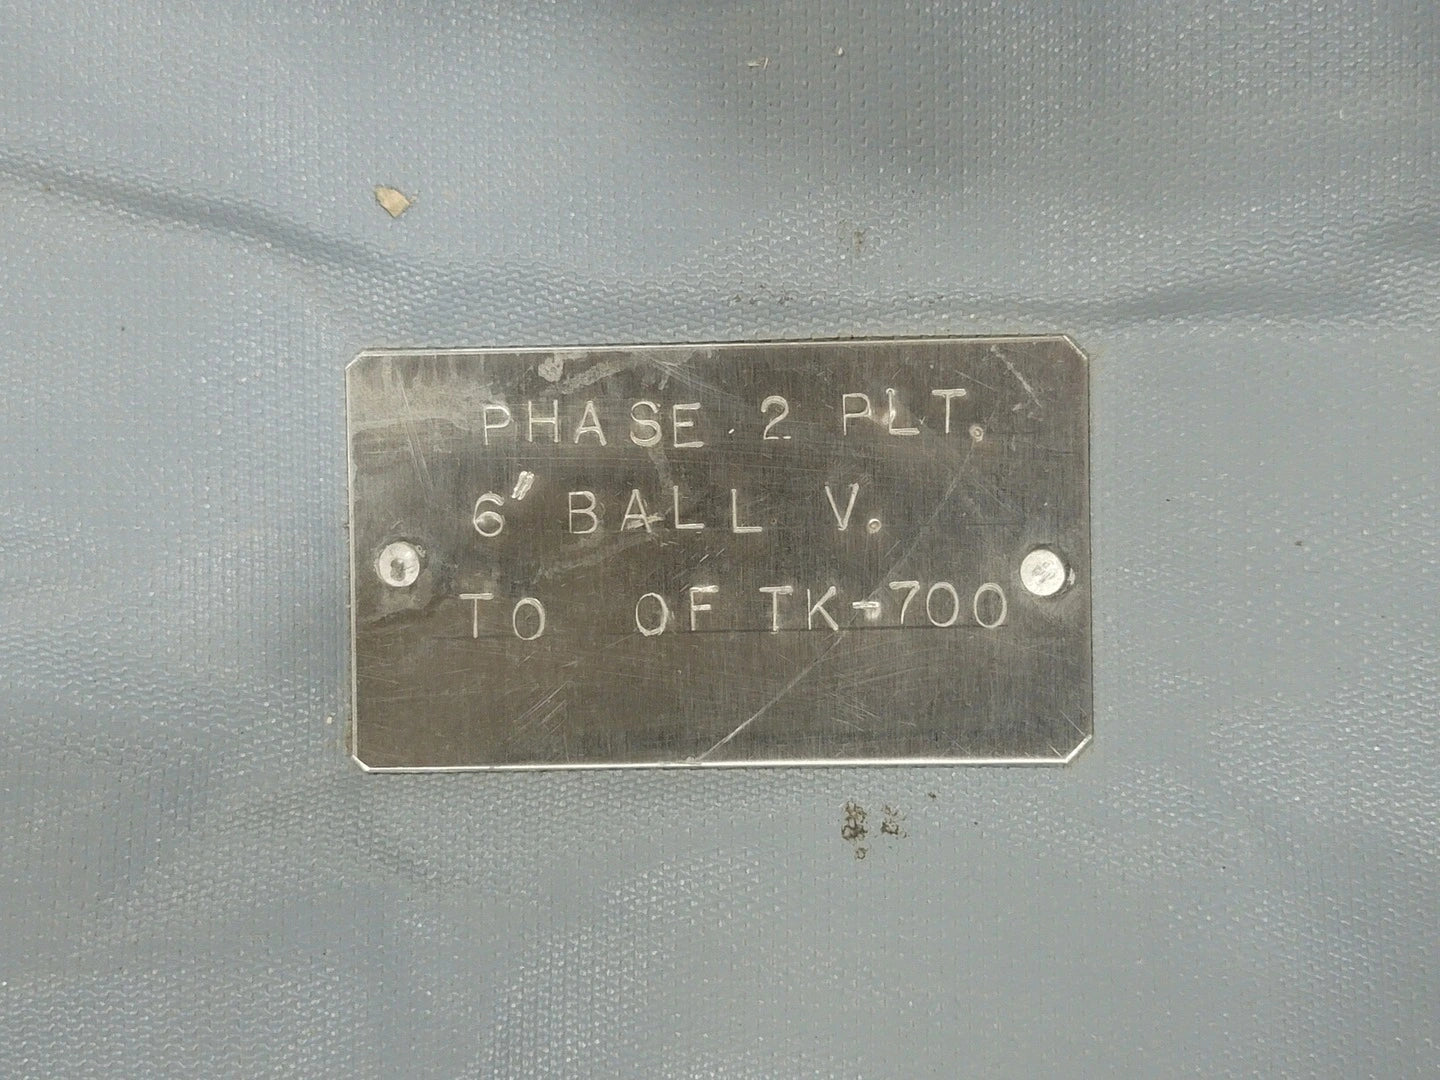 PHASE 2 PLT.
6" BALL V.
TO OF TK-700